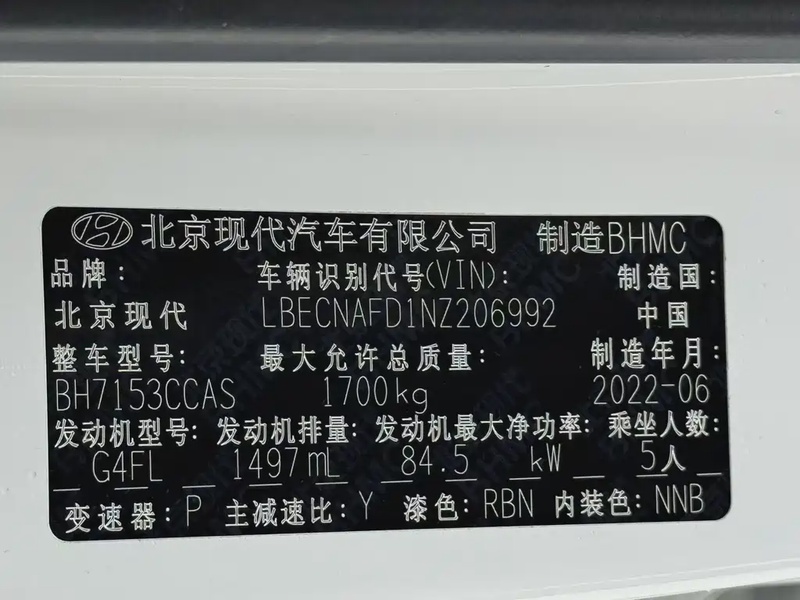 北京现代汽车有限公司 制造BHMC
品牌: 车辆识别代号(VIN): 制造国:
北京现代 LBECNAFD1NZ206992 中国
整车型号: 最大允许总质量: 制造年月:
BH7153CCAS 1700kg 2022-06
发动机型号: 发动机排量: 发动机最大净功率: 乘坐人数:
G4FL 1497mL 84.5 kW 5人
变速器: P 主减速比: Y 漆色: RBN 内装色: NNB